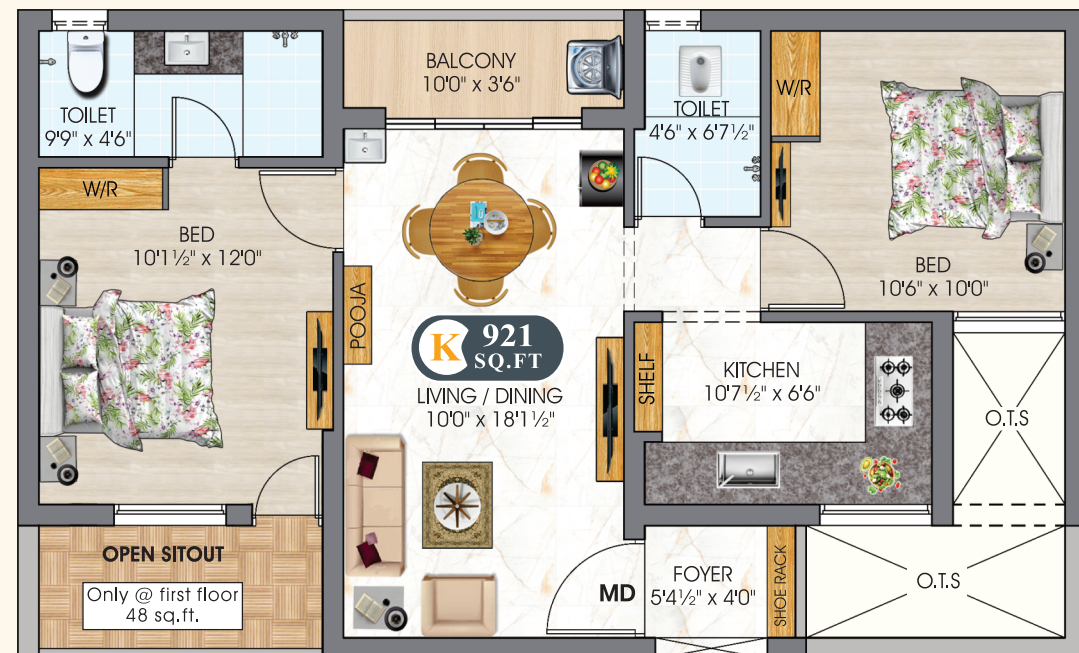 BALCONY
10'0" x 3'6"
TOILET
9'9" x 4'6"
TOILET
4'6" x 6'7½"
W/R
W/R
BED
10'1½" x 12'0"
BED
10'6" x 10'0"
POOJA
K 921
SQ.FT
LIVING / DINING
10'0" x 18'1½"
SHELF
KITCHEN
10'7½" x 6'6"
O.T.S
OPEN SITOUT
Only @ first floor
48 sq.ft.
MD
FOYER
5'4½" x 4'0"
SHOE RACK
O.T.S